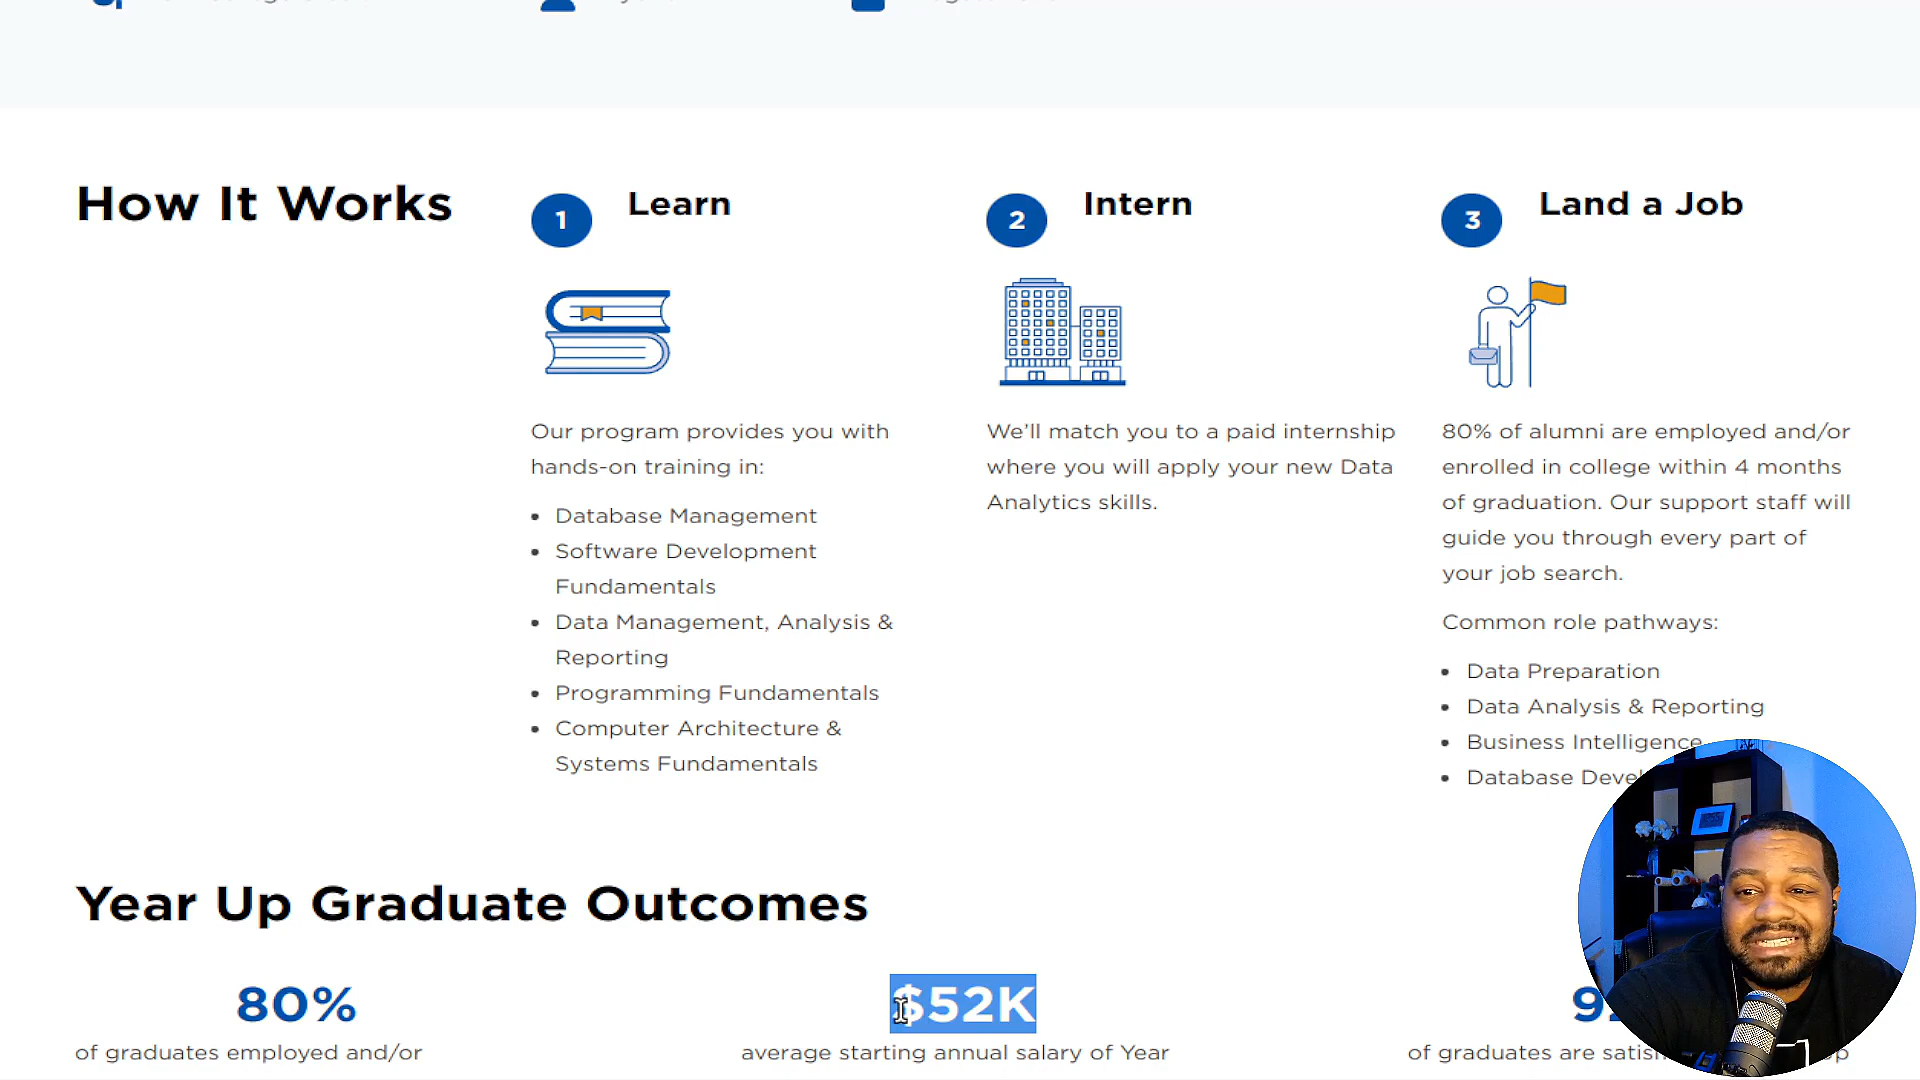 How It Works
1
Learn
Our program provides you with
hands-on training in:
• Database Management
• Software Development
Fundamentals
• Data Management, Analysis &
Reporting
• Programming Fundamentals
• Computer Architecture &
Systems Fundamentals
2
Intern
We'll match you to a paid internship
where you will apply your new Data
Analytics skills.
3
Land a Job
80% of alumni are employed and/or
enrolled in college within 4 months
of graduation. Our support staff will
guide you through every part of
your job search.
Common role pathways:
• Data Preparation
• Data Analysis & Reporting
• Business Intelligence
• Database
Year Up Graduate Outcomes
80%
of graduates employed and/or
$52K
average starting annual salary of Year
of graduates are